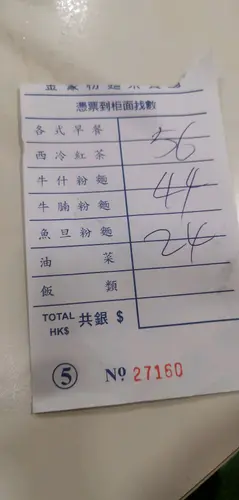 憑票到柜面找數
各式早餐
西冷紅茶 56
牛什粉麵 44
牛腩粉麵
魚旦粉麵 24
油菜
飯類
TOTAL HK$ 共銀 $
5 Nº 27160